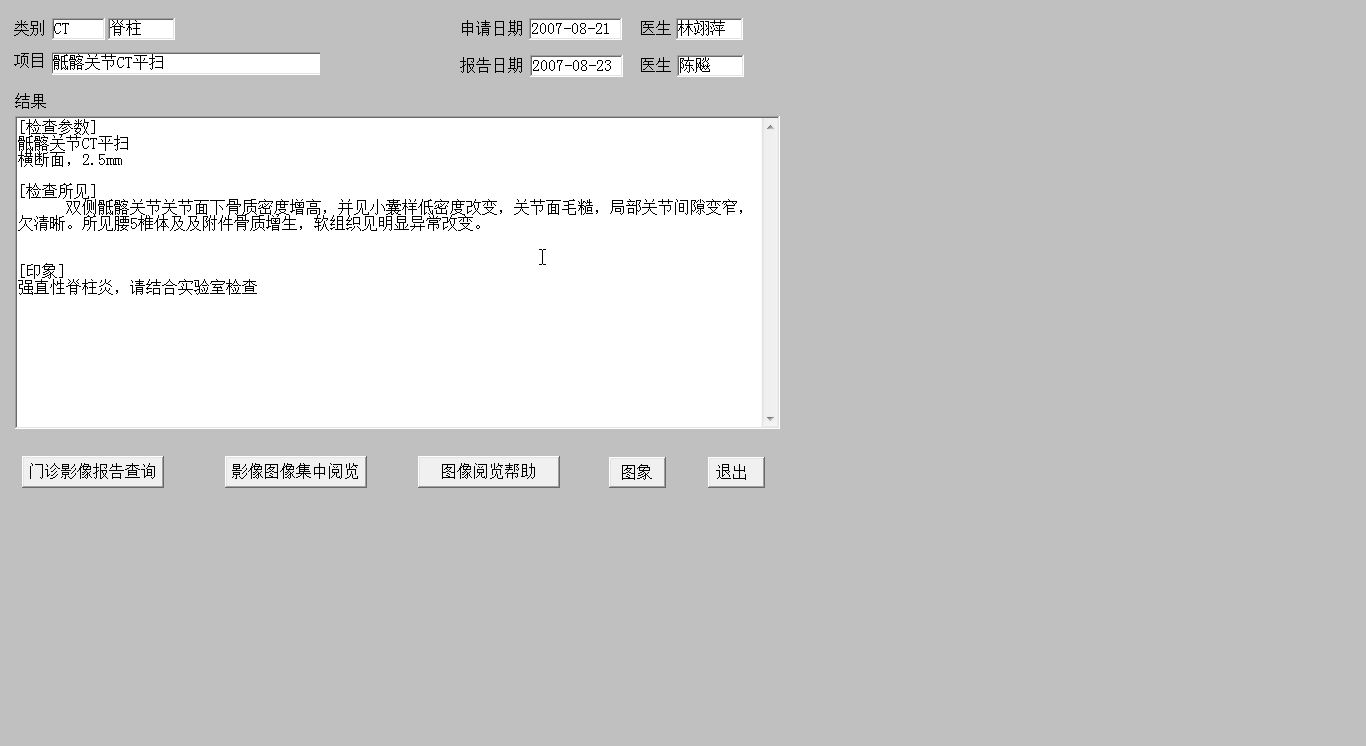 类别 CT 脊柱 申请日期 2007-08-21 医生 林翊萍
项目 骶髂关节CT平扫 报告日期 2007-08-23 医生 陈飚
结果
[检查参数]
骶髂关节CT平扫
横断面，2.5mm
[检查所见]
双侧骶髂关节关节面下骨质密度增高，并见小囊样低密度改变，关节面毛糙，局部关节间隙变窄，
欠清晰。所见腰5椎体及及附件骨质增生，软组织见明显异常改变。
[印象]
强直性脊柱炎，请结合实验室检查
门诊影像报告查询 影像图像集中阅览 图像阅览帮助 图象 退出